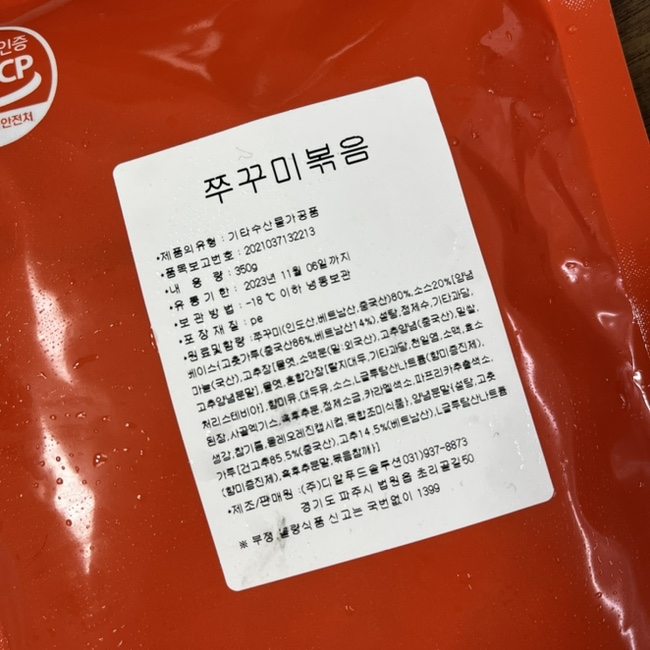 인증
CP
안전처
쭈꾸미볶음
•제품의유형 : 기타수산물가공품
•품목보고번호 : 2021037132213
•내 용 량 : 350g
•유 통 기 한 : 2023년 11월 06일까지
•보 관 방 법 : -18 ℃ 이하 냉동보관
•포 장 재 질 : pe
•원료및함량 : 쭈꾸미(인도산,베트남산,중국산)80%,소스20%[양념
베이스{고춧가루(중국산86%,베트남산14%),설탕,정제수,기타과당,
마늘(국산),고추장[물엿,소맥분(밀:외국산),고추양념(중국산),밀쌀,
고추양념분말],물엿,혼합간장[탈지대두,기타과당,천일염,소맥,효소
처리스테비아],향미유,대두유,소스,L글루탐산나트륨(향미증진제),
된장,사골엑기스,후추분,정제소금,카라멜색소,파프리카추출색소,
생강,참기름,올레오레진캡시컴,복합조미식품},양념분말{설탕,고춧
가루[건고추85.5%(중국산),고추14.5%(베트남산),L글루탐산나트륨
(향미증진제),흑후추분말,볶음참깨}]
•제조/판매원 :(주)디알푸드솔루션031)937-8873
경기도 파주시 법원읍 초리골길50
※ 부정,불량식품 신고는 국번없이 1399